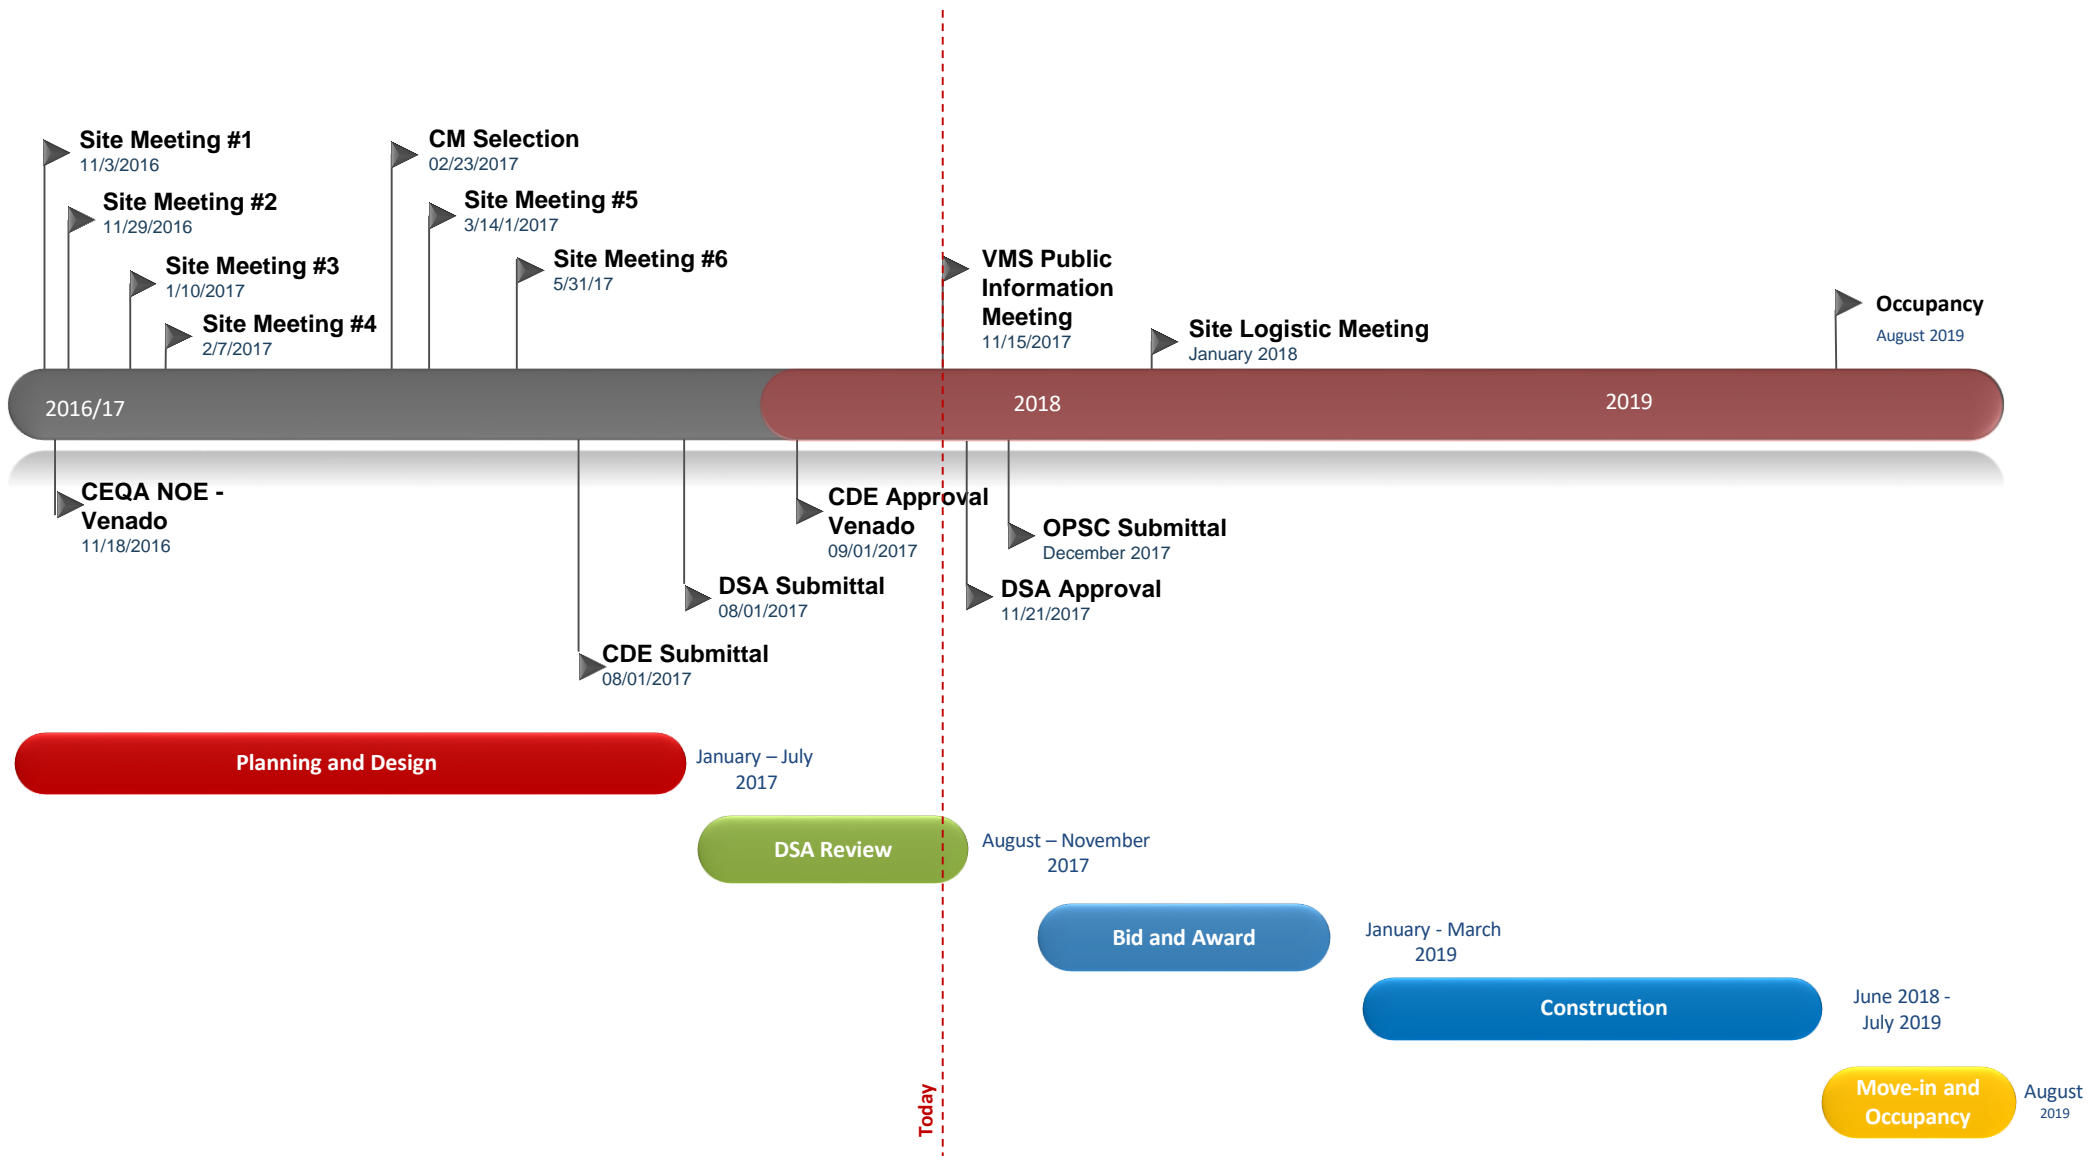 Site Meeting #1
11/3/2016
Site Meeting #2
11/29/2016
Site Meeting #3
1/10/2017
Site Meeting #4
2/7/2017
CM Selection
02/23/2017
Site Meeting #5
3/14/1/2017
Site Meeting #6
5/31/17
VMS Public
Information
Meeting
11/15/2017
Site Logistic Meeting
January 2018
Occupancy
August 2019
2016/17
2018
2019
CEQA NOE -
Venado
11/18/2016
CDE Approval
Venado
09/01/2017
OPSC Submittal
December 2017
DSA Submittal
08/01/2017
DSA Approval
11/21/2017
CDE Submittal
08/01/2017
Planning and Design
January – July
2017
DSA Review
August – November
2017
Bid and Award
January - March
2019
Construction
June 2018 -
July 2019
Move-in and
Occupancy
August
2019
Today